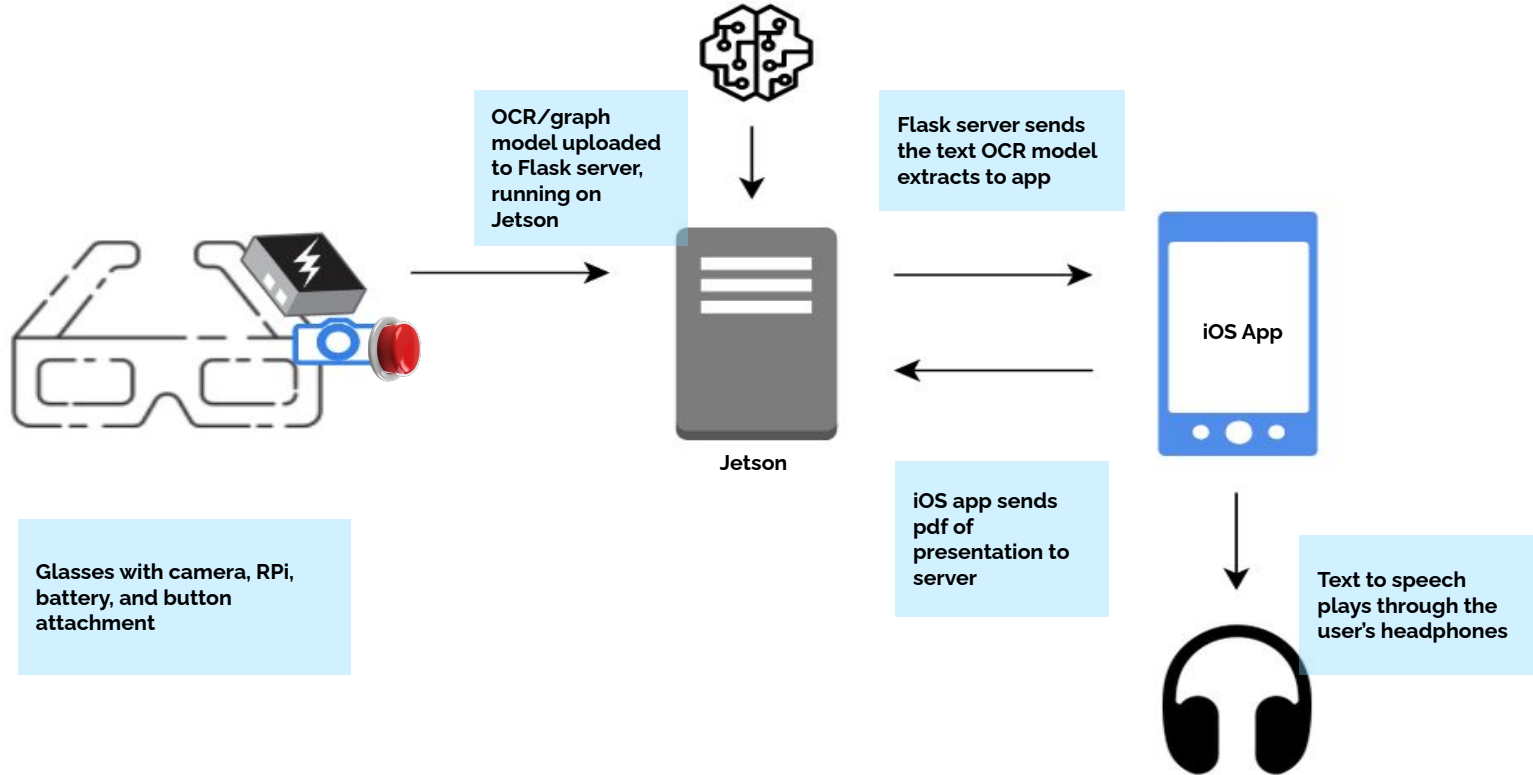 OCR/graph
model uploaded
to Flask server,
running on
Jetson
Flask server sends
the text OCR model
extracts to app
iOS App
Jetson
iOS app sends
pdf of
presentation to
server
Glasses with camera, RPi,
battery, and button
attachment
Text to speech
plays through the
user’s headphones